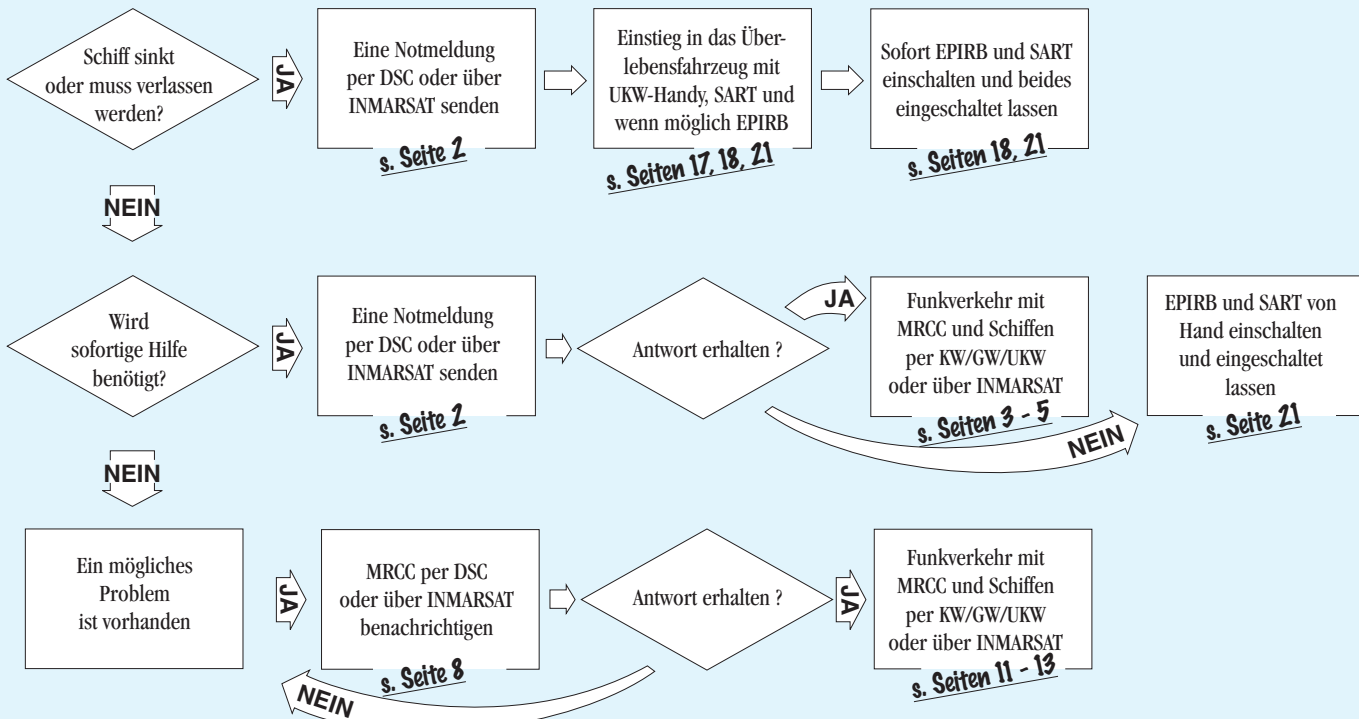 Schiff sinkt
oder muss verlassen
werden?
JA
Eine Notmeldung
per DSC oder über
INMARSAT senden
s. Seite 2
Einstieg in das Über-
lebensfahrzeug mit
UKW-Handy, SART und
wenn möglich EPIRB
s. Seiten 17, 18, 21
Sofort EPIRB und SART
einschalten und beides
eingeschaltet lassen
s. Seiten 18, 21
NEIN
Wird
sofortige Hilfe
benötigt?
JA
Eine Notmeldung
per DSC oder über
INMARSAT senden
s. Seite 2
Antwort erhalten ?
JA
Funkverkehr mit
MRCC und Schiffen
per KW/GW/UKW
oder über INMARSAT
s. Seiten 3 - 5
NEIN
EPIRB und SART von
Hand einschalten
und eingeschaltet
lassen
s. Seite 21
NEIN
Ein mögliches
Problem
ist vorhanden
JA
MRCC per DSC
oder über INMARSAT
benachrichtigen
s. Seite 8
Antwort erhalten ?
JA
Funkverkehr mit
MRCC und Schiffen
per KW/GW/UKW
oder über INMARSAT
s. Seiten 11 - 13
NEIN